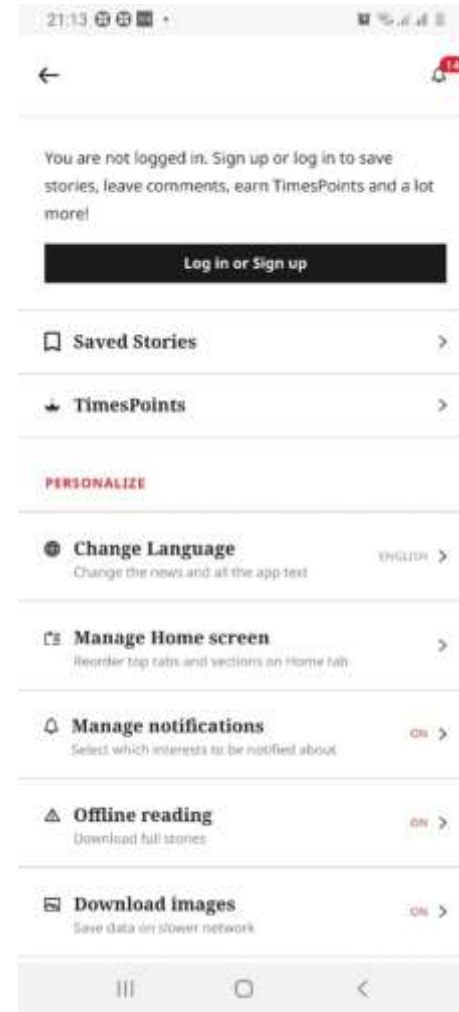 21:13
14
You are not logged in. Sign up or log in to save
stories, leave comments, earn TimesPoints and a lot
more!
Log in or Sign up
Saved Stories
TimesPoints
PERSONALIZE
Change Language
ENGLISH
Change the news and all the app text
Manage Home screen
Reorder top tabs and sections on Home tab
Manage notifications
ON
Select which interests to be notified about
Offline reading
ON
Download full stories
Download images
ON
Save data on slower network